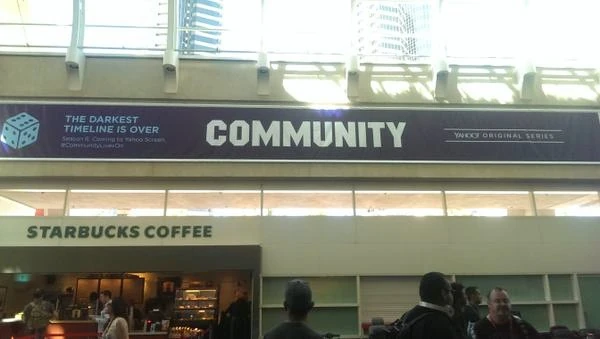 THE DARKEST
TIMELINE IS OVER
Season 6. Coming to Yahoo Screen.
#CommunityLivesOn
COMMUNITY
YAHOO! ORIGINAL SERIES
STARBUCKS COFFEE